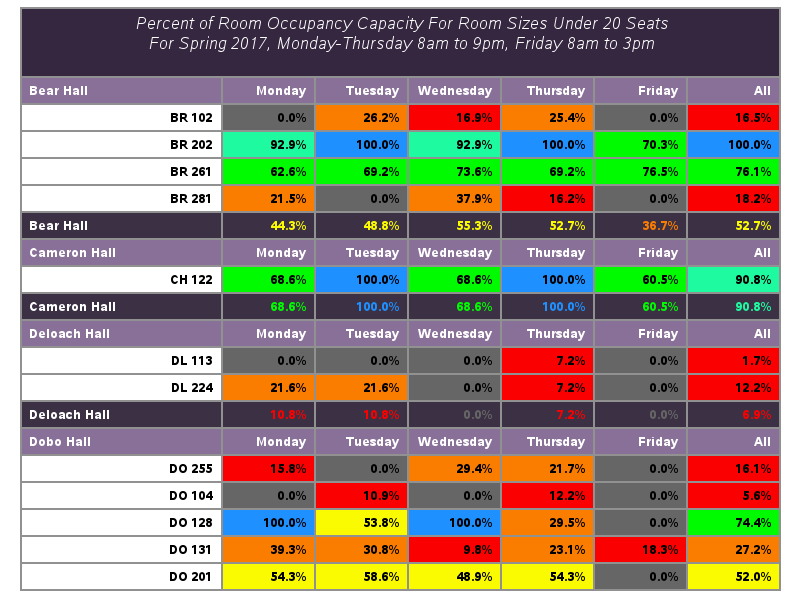 Percent of Room Occupancy Capacity For Room Sizes Under 20 Seats
For Spring 2017, Monday-Thursday 8am to 9pm, Friday 8am to 3pm
Bear Hall Monday Tuesday Wednesday Thursday Friday All
BR 102 0.0% 26.2% 16.9% 25.4% 0.0% 16.5%
BR 202 92.9% 100.0% 92.9% 100.0% 70.3% 100.0%
BR 261 62.6% 69.2% 73.6% 69.2% 76.5% 76.1%
BR 281 21.5% 0.0% 37.9% 16.2% 0.0% 18.2%
Bear Hall 44.3% 48.8% 55.3% 52.7% 36.7% 52.7%
Cameron Hall Monday Tuesday Wednesday Thursday Friday All
CH 122 68.6% 100.0% 68.6% 100.0% 60.5% 90.8%
Cameron Hall 68.6% 100.0% 68.6% 100.0% 60.5% 90.8%
Deloach Hall Monday Tuesday Wednesday Thursday Friday All
DL 113 0.0% 0.0% 0.0% 7.2% 0.0% 1.7%
DL 224 21.6% 21.6% 0.0% 7.2% 0.0% 12.2%
Deloach Hall 10.8% 10.8% 0.0% 7.2% 0.0% 6.9%
Dobo Hall Monday Tuesday Wednesday Thursday Friday All
DO 255 15.8% 0.0% 29.4% 21.7% 0.0% 16.1%
DO 104 0.0% 10.9% 0.0% 12.2% 0.0% 5.6%
DO 128 100.0% 53.8% 100.0% 29.5% 0.0% 74.4%
DO 131 39.3% 30.8% 9.8% 23.1% 18.3% 27.2%
DO 201 54.3% 58.6% 48.9% 54.3% 0.0% 52.0%